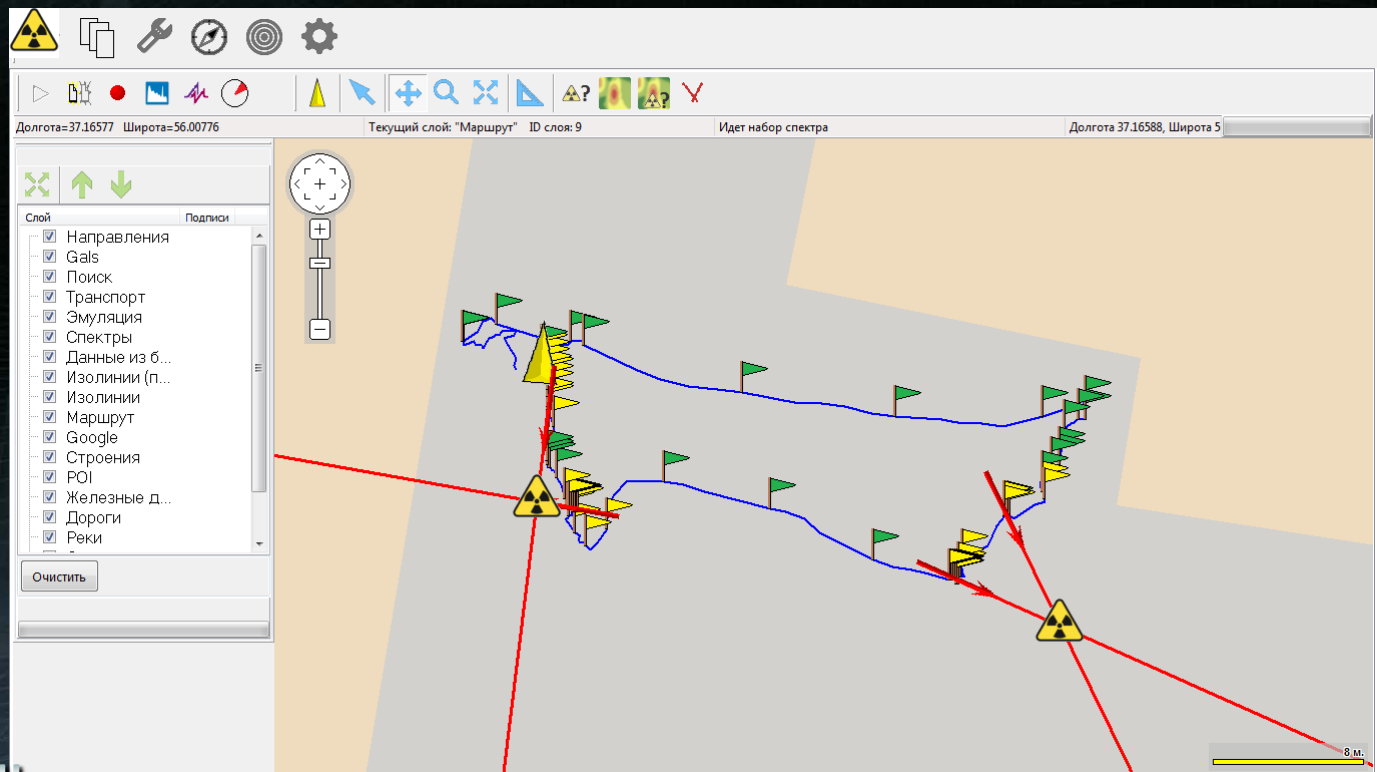 Долгота=37.16577 Широта=56.00776
Текущий слой: "Маршрут" ID слоя: 9
Идет набор спектра
Долгота 37.16588, Широта 5
Слой Подписи
Направления
Gals
Поиск
Транспорт
Эмуляция
Спектры
Данные из б...
Изолинии (п...
Изолинии
Маршрут
Google
Строения
POI
Железные д...
Дороги
Реки
Очистить
8 м.